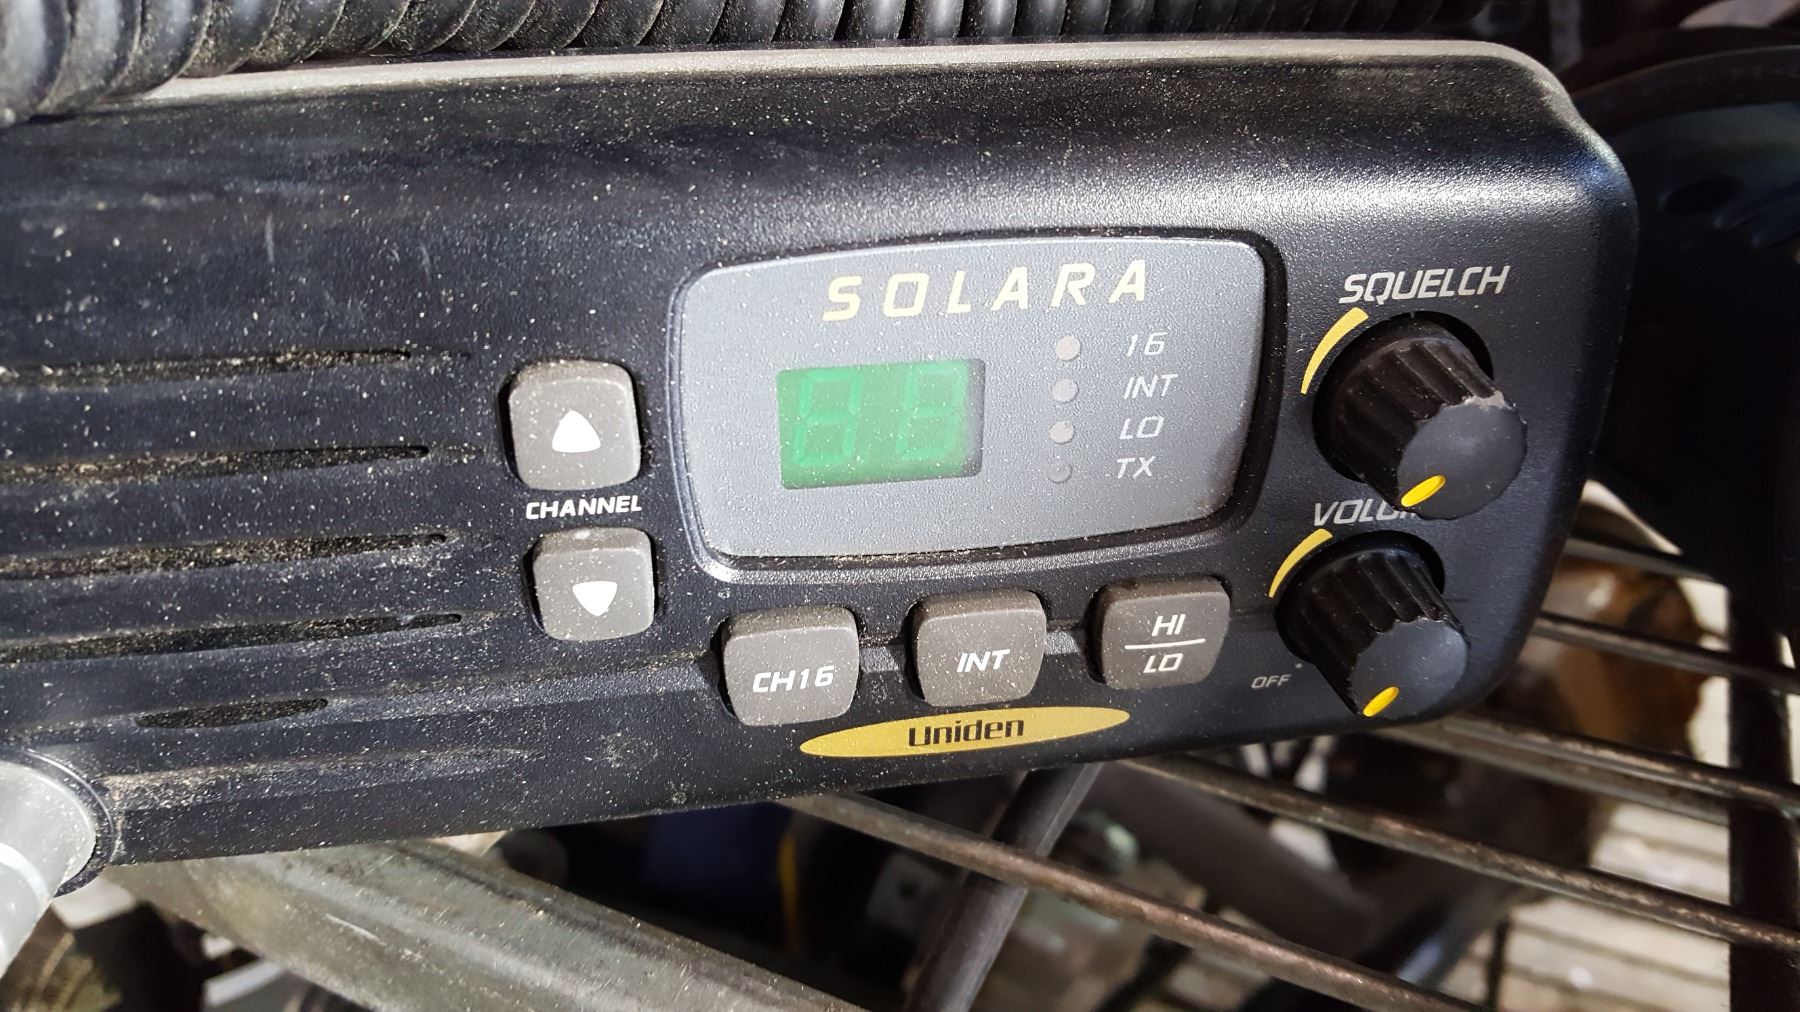 SOLARA
16
INT
LO
TX
SQUELCH
CHANNEL
CH16
INT
HI
LO
OFF
Uniden